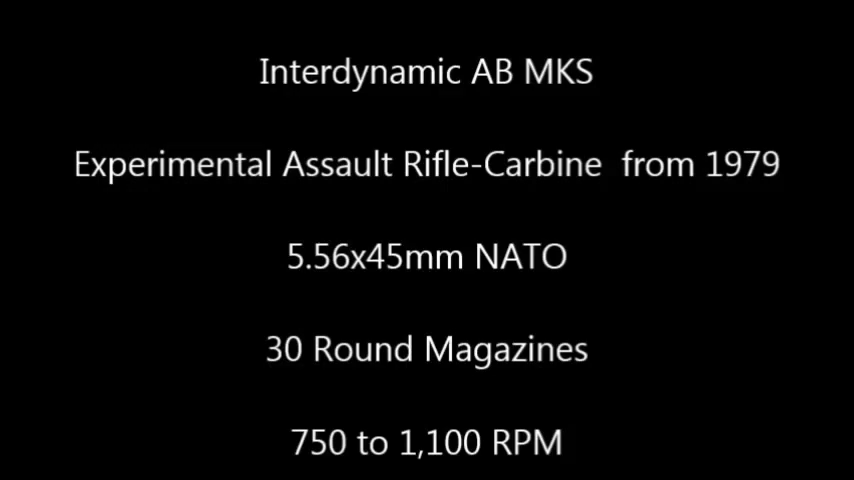 Interdynamic AB MKS
Experimental Assault Rifle-Carbine  from 1979
5.56x45mm NATO
30 Round Magazines
750 to 1,100 RPM